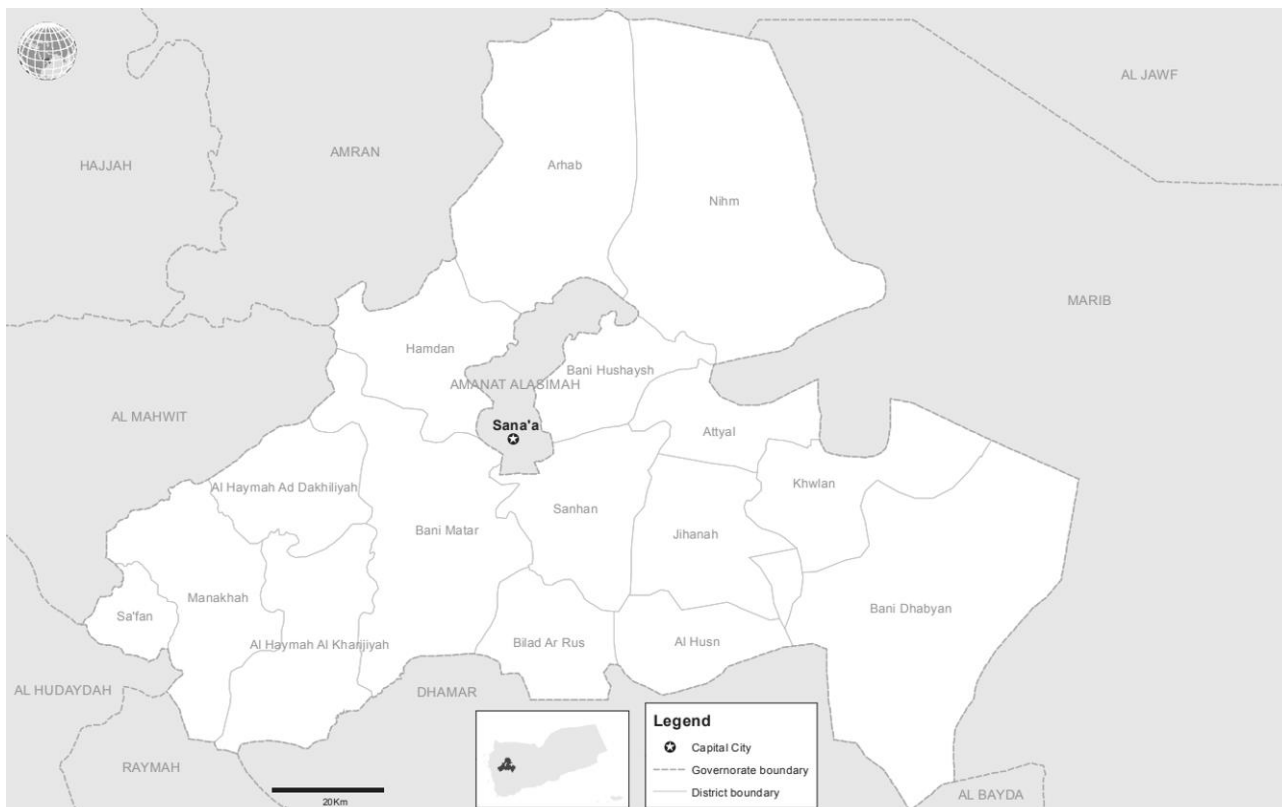 AL JAWF
HAJJAH
AMRAN
Arhab
Nihm
MARIB
Hamdan
Bani Hushaysh
AMANAT ALASIMAH
AL MAHWIT
Sana'a
Attyal
Al Haymah Ad Dakhiliyah
Khwlan
Bani Matar
Sanhan
Jihanah
Manakhah
Sa'fan
Bani Dhabyan
Al Haymah Al Kharijiyah
Bilad Ar Rus
Al Husn
AL HUDAYDAH
DHAMAR
RAYMAH
20Km
Legend
Capital City
Governorate boundary
District boundary
AL BAYDA